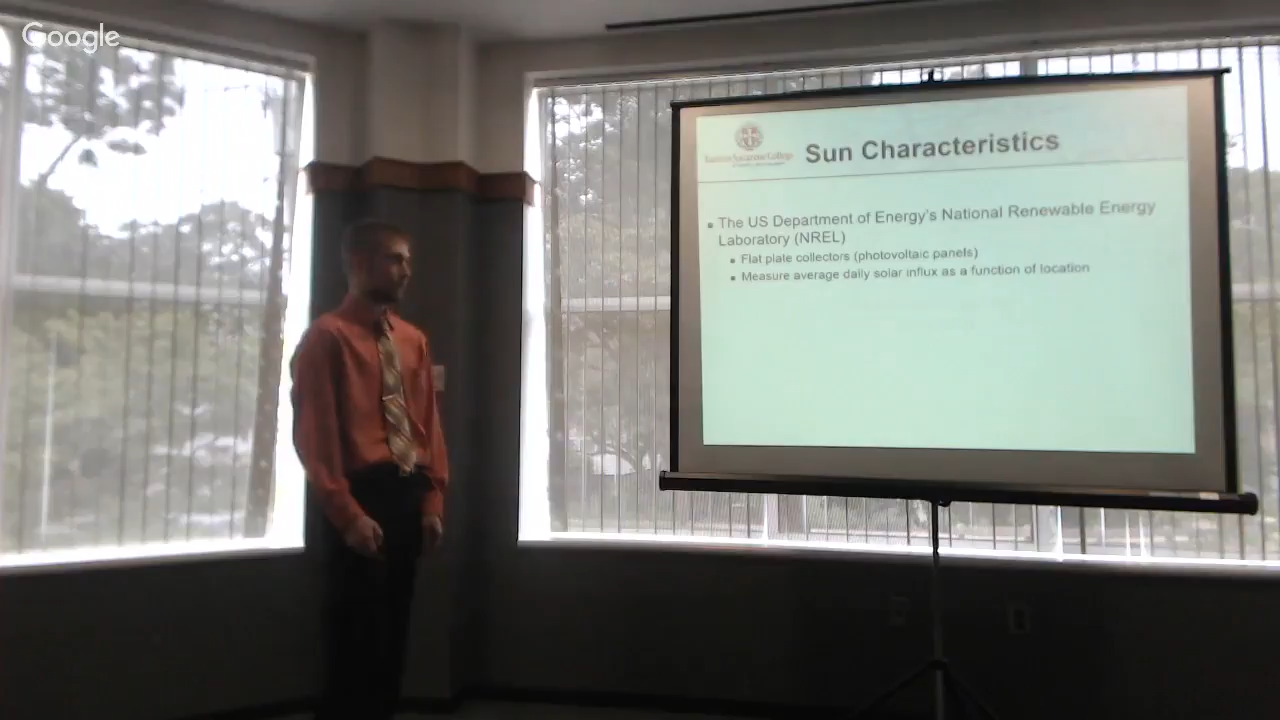 Google
Sun Characteristics
The US Department of Energy's National Renewable Energy
Laboratory (NREL)
Flat plate collectors (photovoltaic panels)
Measure average daily solar influx as a function of location